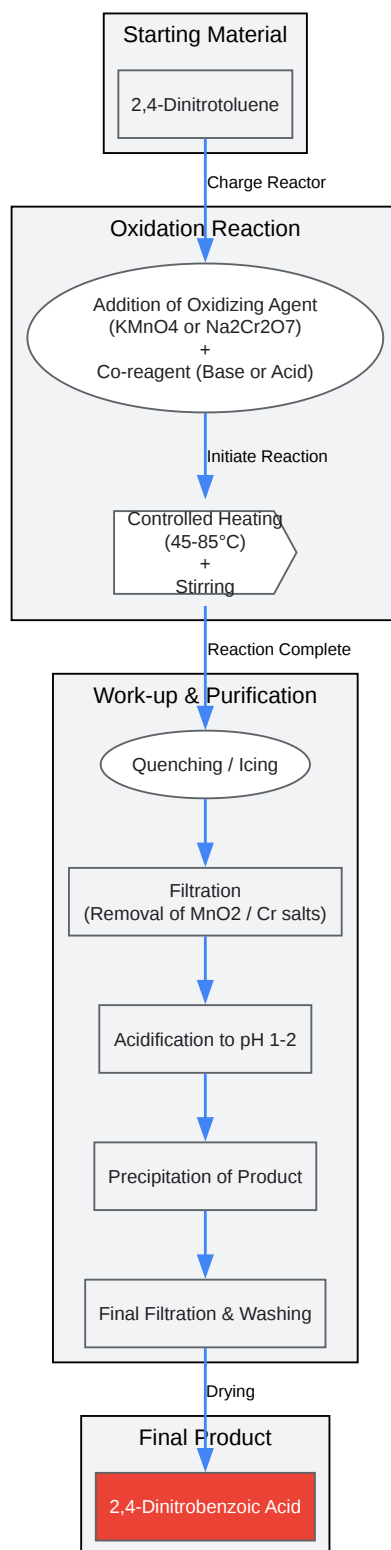 Starting Material
2,4-Dinitrotoluene
Charge Reactor
Oxidation Reaction
Addition of Oxidizing Agent
(KMnO4 or Na2Cr2O7)
+
Co-reagent (Base or Acid)
Initiate Reaction
Controlled Heating
(45-85°C)
+
Stirring
Reaction Complete
Work-up & Purification
Quenching / Icing
Filtration
(Removal of MnO2 / Cr salts)
Acidification to pH 1-2
Precipitation of Product
Final Filtration & Washing
Drying
Final Product
2,4-Dinitrobenzoic Acid